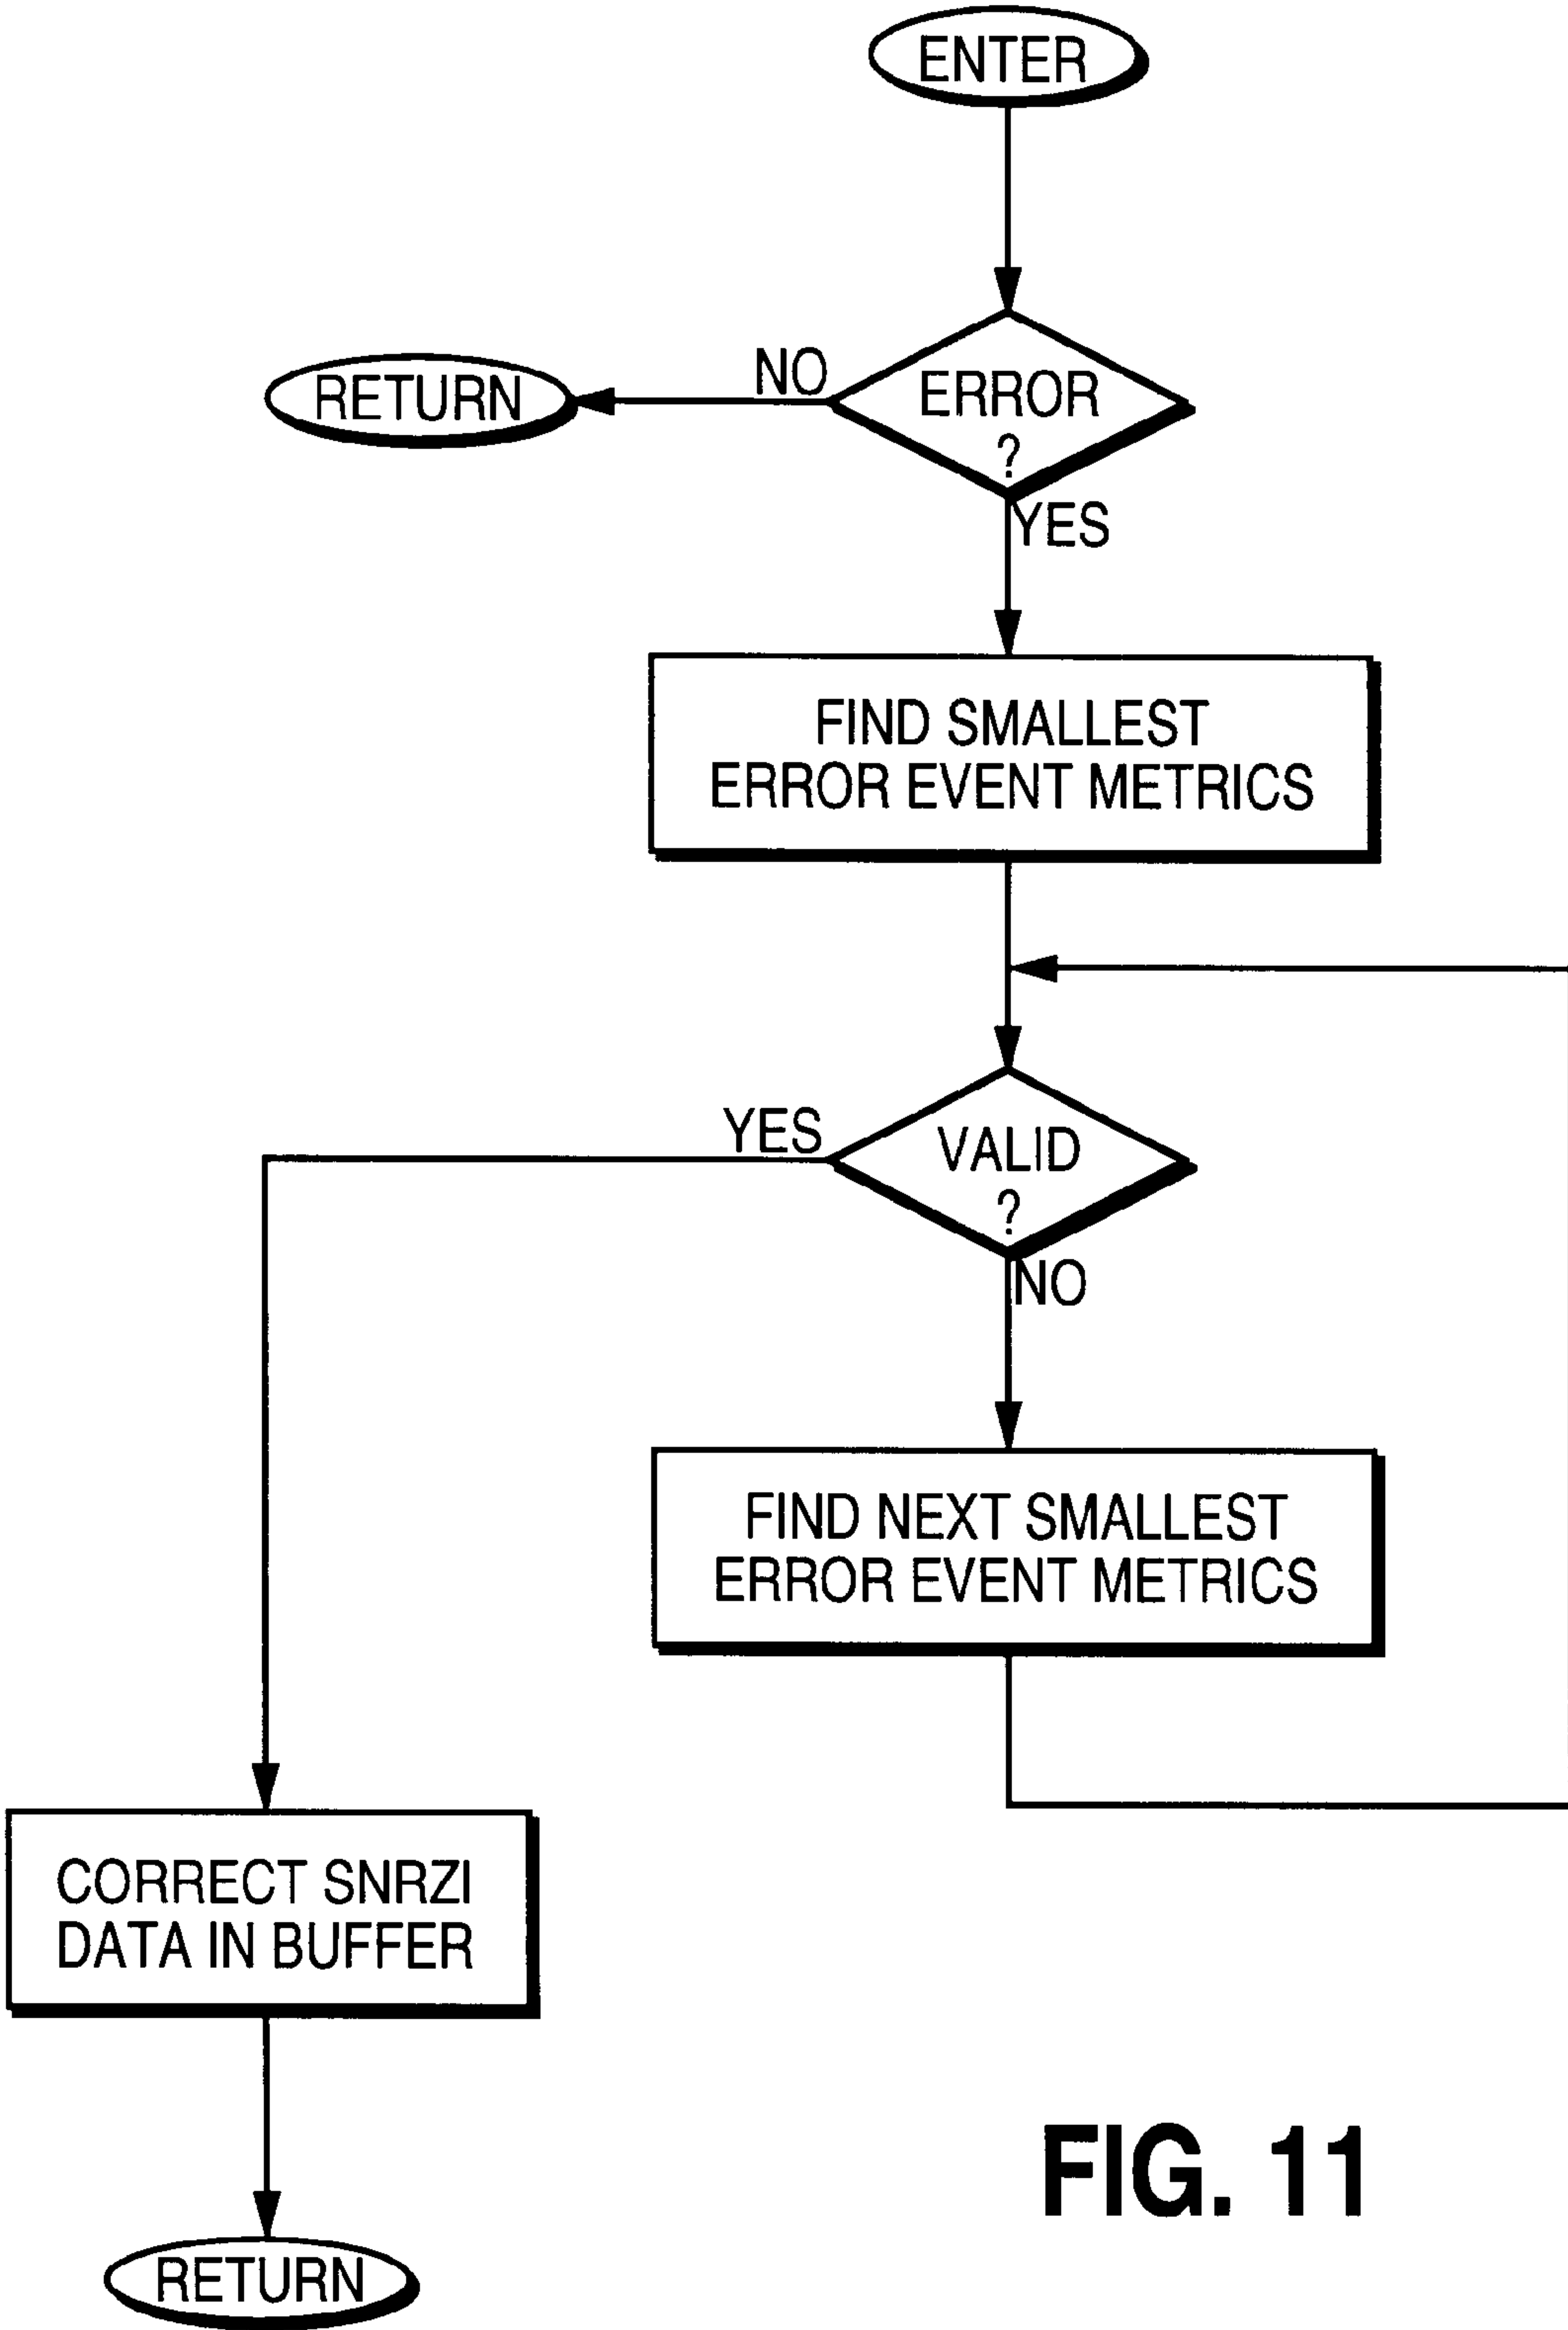 ENTER
NO
RETURN
ERROR
?
YES
FIND SMALLEST
ERROR EVENT METRICS
YES
VALID
?
NO
FIND NEXT SMALLEST
ERROR EVENT METRICS
CORRECT SNRZI
DATA IN BUFFER
RETURN
FIG. 11